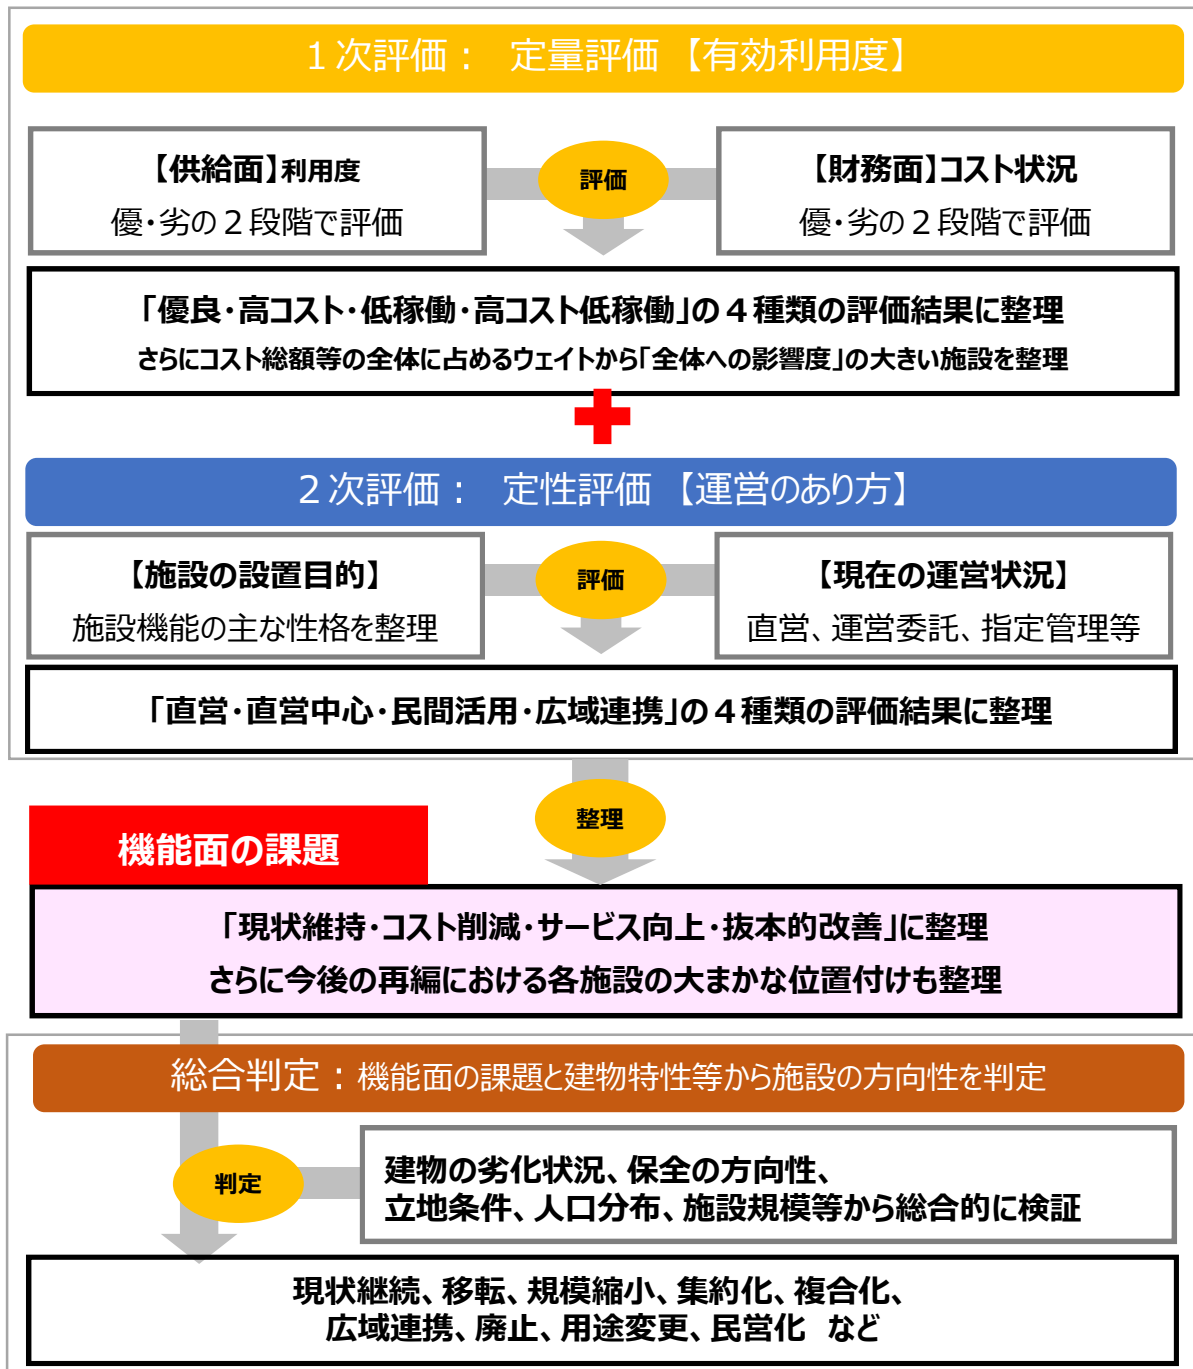 １次評価： 定量評価 【有効利用度】
【供給面】利用度
優・劣の２段階で評価
評価
【財務面】コスト状況
優・劣の２段階で評価
「優良・高コスト・低稼働・高コスト低稼働」の４種類の評価結果に整理
さらにコスト総額等の全体に占めるウェイトから「全体への影響度」の大きい施設を整理
２次評価： 定性評価 【運営のあり方】
【施設の設置目的】
施設機能の主な性格を整理
評価
【現在の運営状況】
直営、運営委託、指定管理等
「直営・直営中心・民間活用・広域連携」の４種類の評価結果に整理
整理
機能面の課題
「現状維持・コスト削減・サービス向上・抜本的改善」に整理
さらに今後の再編における各施設の大まかな位置付けも整理
総合判定：機能面の課題と建物特性等から施設の方向性を判定
判定
建物の劣化状況、保全の方向性、
立地条件、人口分布、施設規模等から総合的に検証
現状継続、移転、規模縮小、集約化、複合化、
広域連携、廃止、用途変更、民営化 など